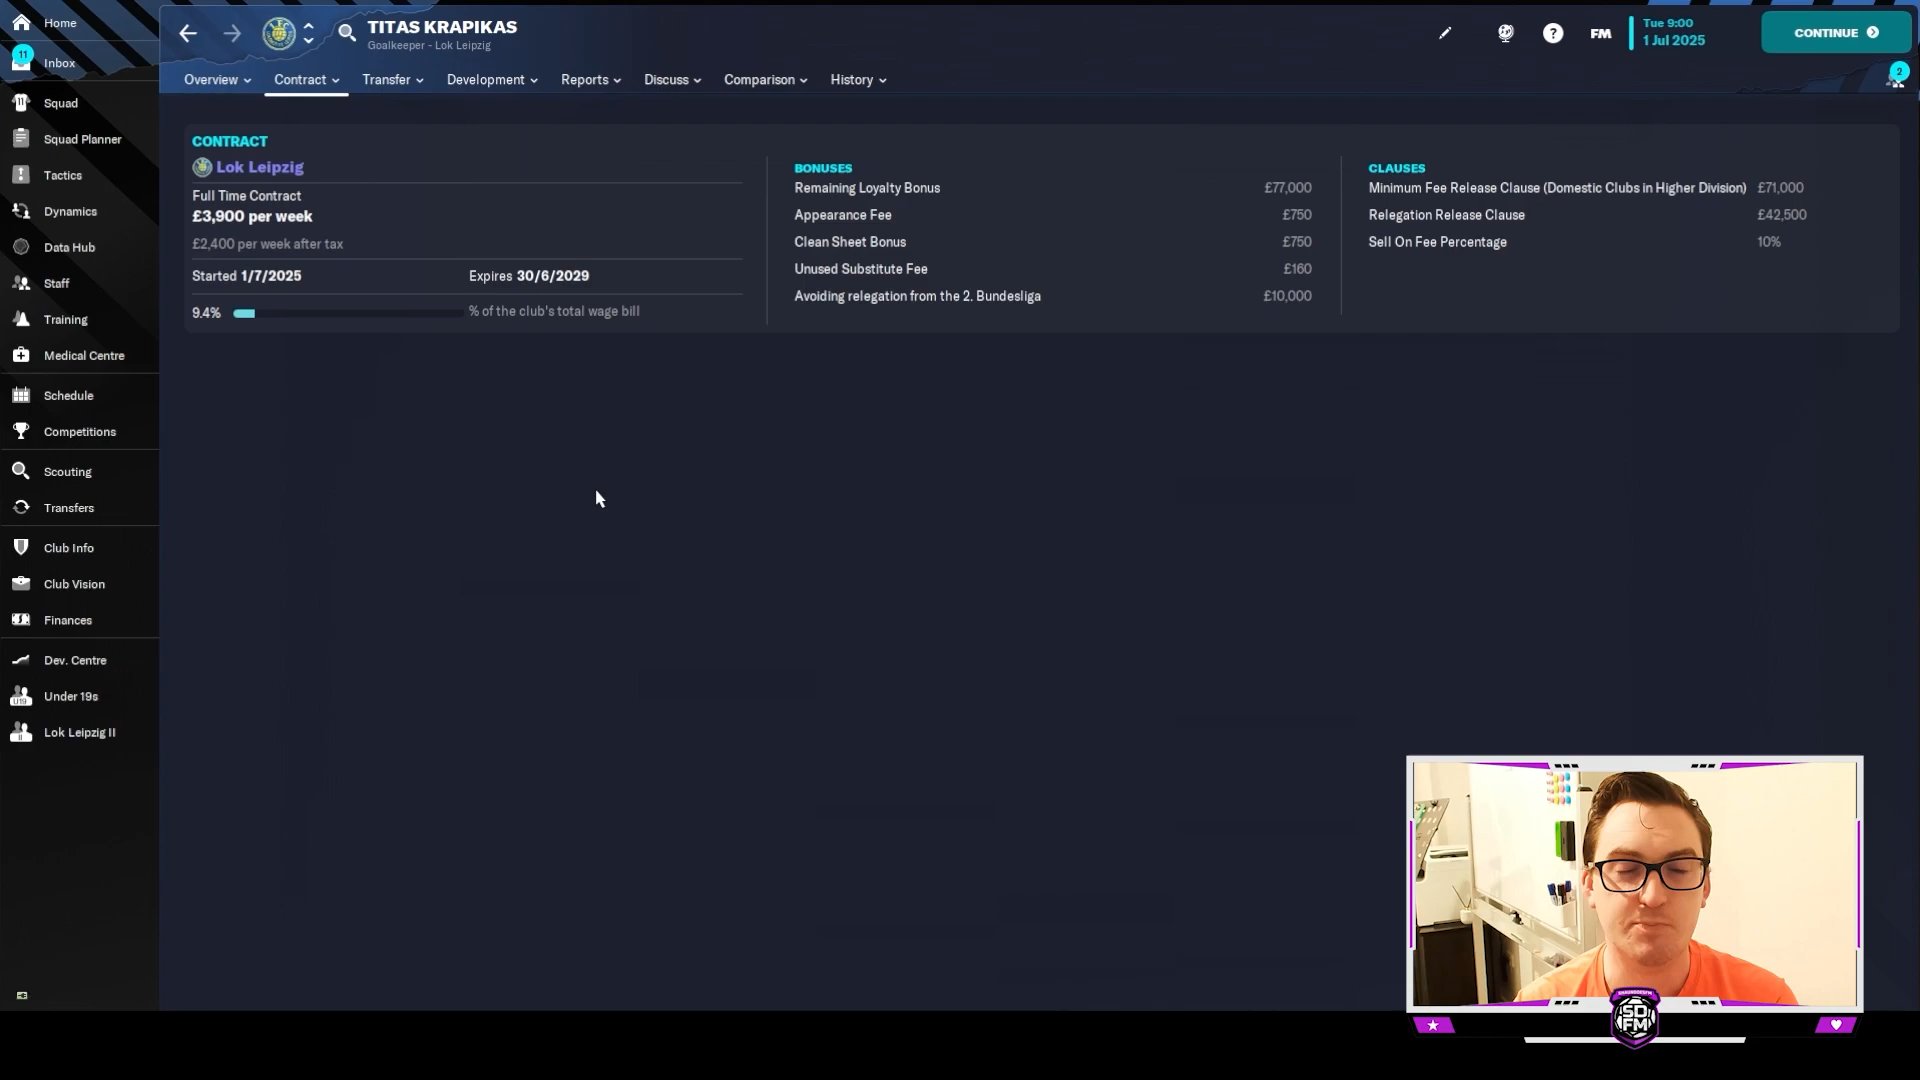 Home
11
Inbox
Squad
Squad Planner
Tactics
Dynamics
Data Hub
Staff
Training
Medical Centre
Schedule
Competitions
Scouting
Transfers
Club Info
Club Vision
Finances
Dev. Centre
U19
Under 19s
II
Lok Leipzig II
TITAS KRAPIKAS
Goalkeeper - Lok Leipzig
?
FM
Tue 9:00
1 Jul 2025
CONTINUE
2
Overview
Contract
Transfer
Development
Reports
Discuss
Comparison
History
CONTRACT
Lok Leipzig
Full Time Contract
£3,900 per week
£2,400 per week after tax
Started 1/7/2025 Expires 30/6/2029
9.4% % of the club's total wage bill
BONUSES
Remaining Loyalty Bonus £77,000
Appearance Fee £750
Clean Sheet Bonus £750
Unused Substitute Fee £160
Avoiding relegation from the 2. Bundesliga £10,000
CLAUSES
Minimum Fee Release Clause (Domestic Clubs in Higher Division) £71,000
Relegation Release Clause £42,500
Sell On Fee Percentage 10%
SD
FM